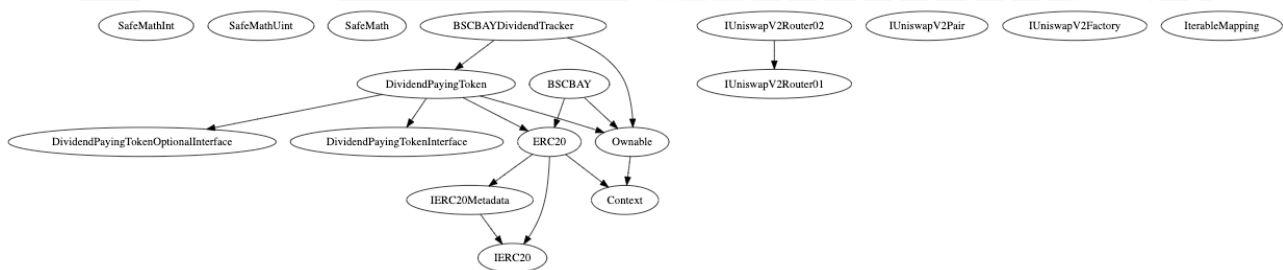 SafeMathInt SafeMathUint SafeMath BSCBAYDividendTracker IUniswapV2Router02 IUniswapV2Pair IUniswapV2Factory IterableMapping
DividendPayingToken BSCBAY IUniswapV2Router01
DividendPayingTokenOptionalInterface DividendPayingTokenInterface ERC20 Ownable
IERC20Metadata Context
IERC20